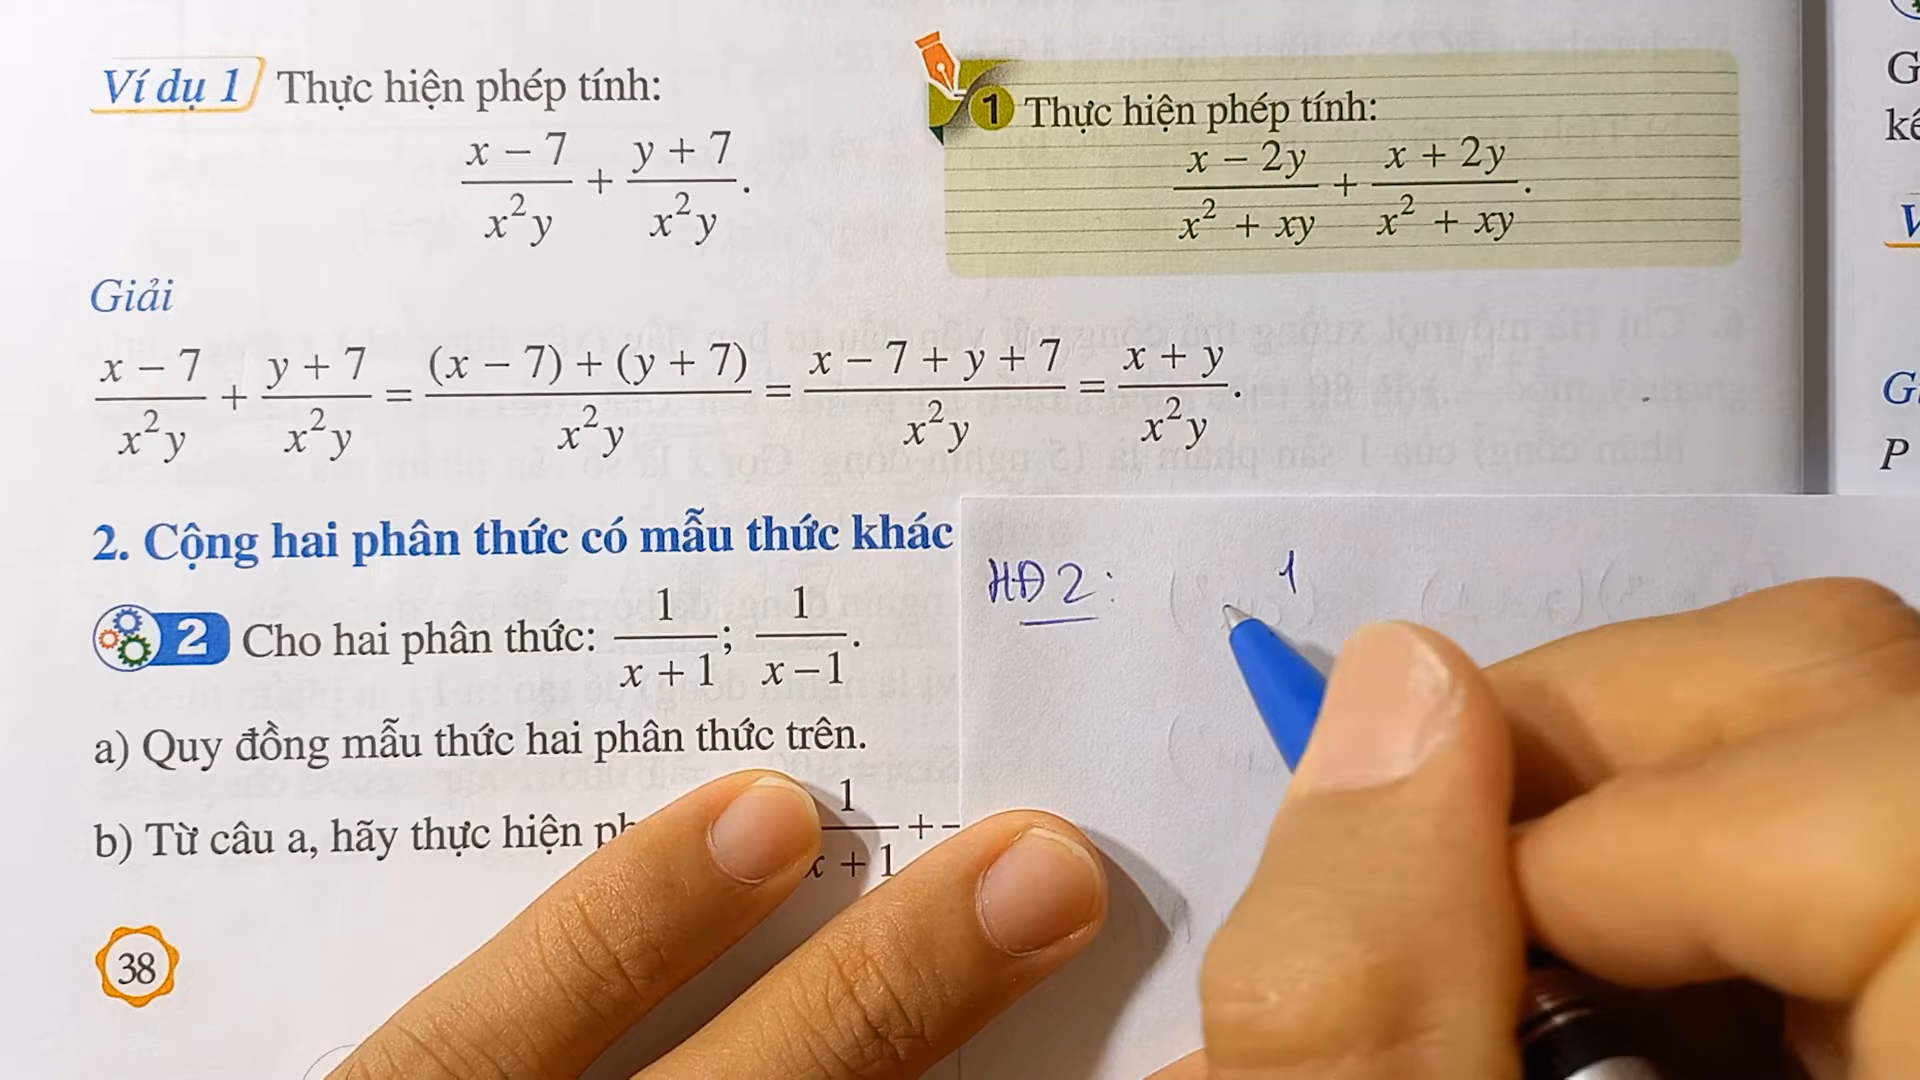 Ví dụ 1 Thực hiện phép tính:
x − 7 / x²y + y + 7 / x²y.
1 Thực hiện phép tính:
x − 2y / x² + xy + x + 2y / x² + xy.
Giải
x − 7 / x²y + y + 7 / x²y = (x − 7) + (y + 7) / x²y = x − 7 + y + 7 / x²y = x + y / x²y.
2. Cộng hai phân thức có mẫu thức khác
2 Cho hai phân thức: 1 / x + 1; 1 / x − 1.
a) Quy đồng mẫu thức hai phân thức trên.
b) Từ câu a, hãy thực hiện 1 / x + 1 +
38
HĐ2: 1
G
V
G
P